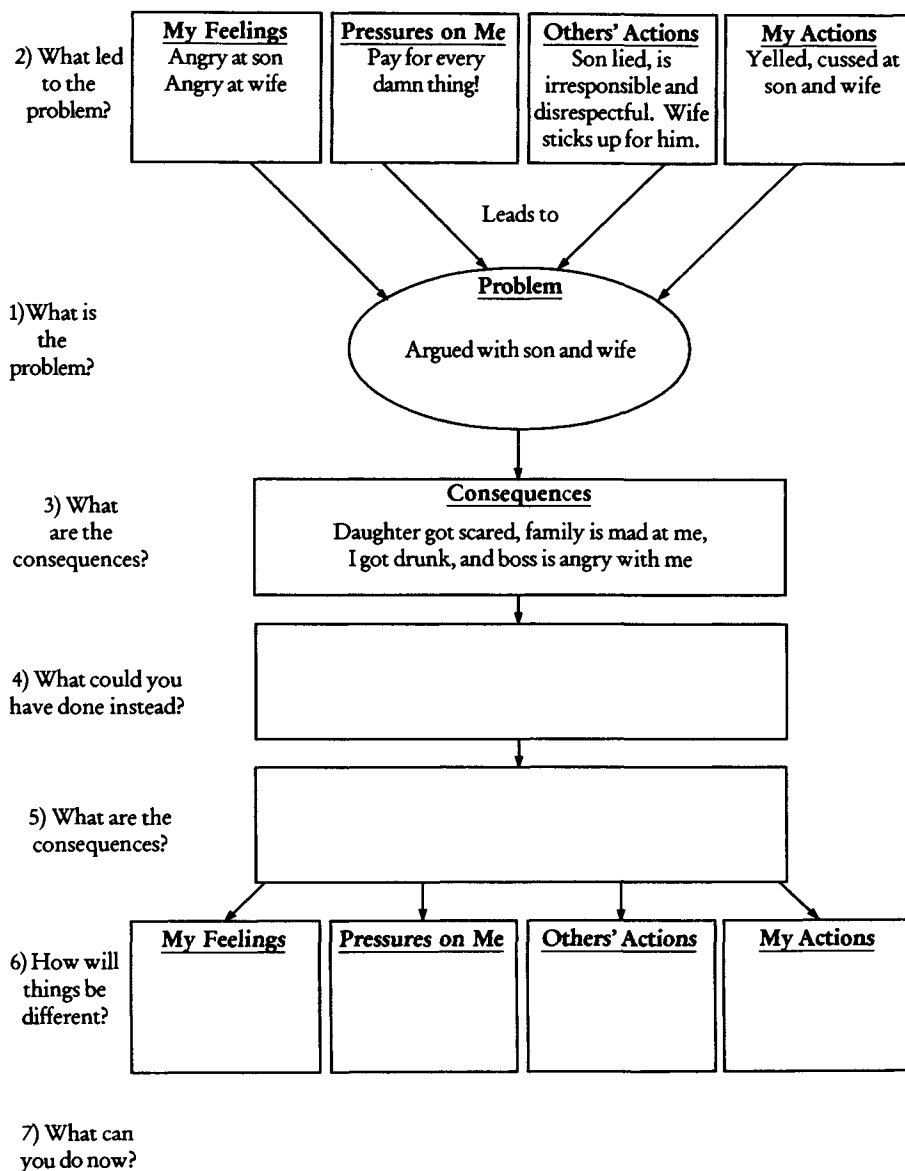 2) What led
to the
problem?
My Feelings
Angry at son
Angry at wife
Pressures on Me
Pay for every
damn thing!
Others' Actions
Son lied, is
irresponsible and
disrespectful. Wife
sticks up for him.
My Actions
Yelled, cussed at
son and wife
Leads to
1)What is
the
problem?
Problem
Argued with son and wife
3) What
are the
consequences?
Consequences
Daughter got scared, family is mad at me,
I got drunk, and boss is angry with me
4) What could you
have done instead?
5) What are the
consequences?
6) How will
things be
different?
My Feelings
Pressures on Me
Others' Actions
My Actions
7) What can
you do now?